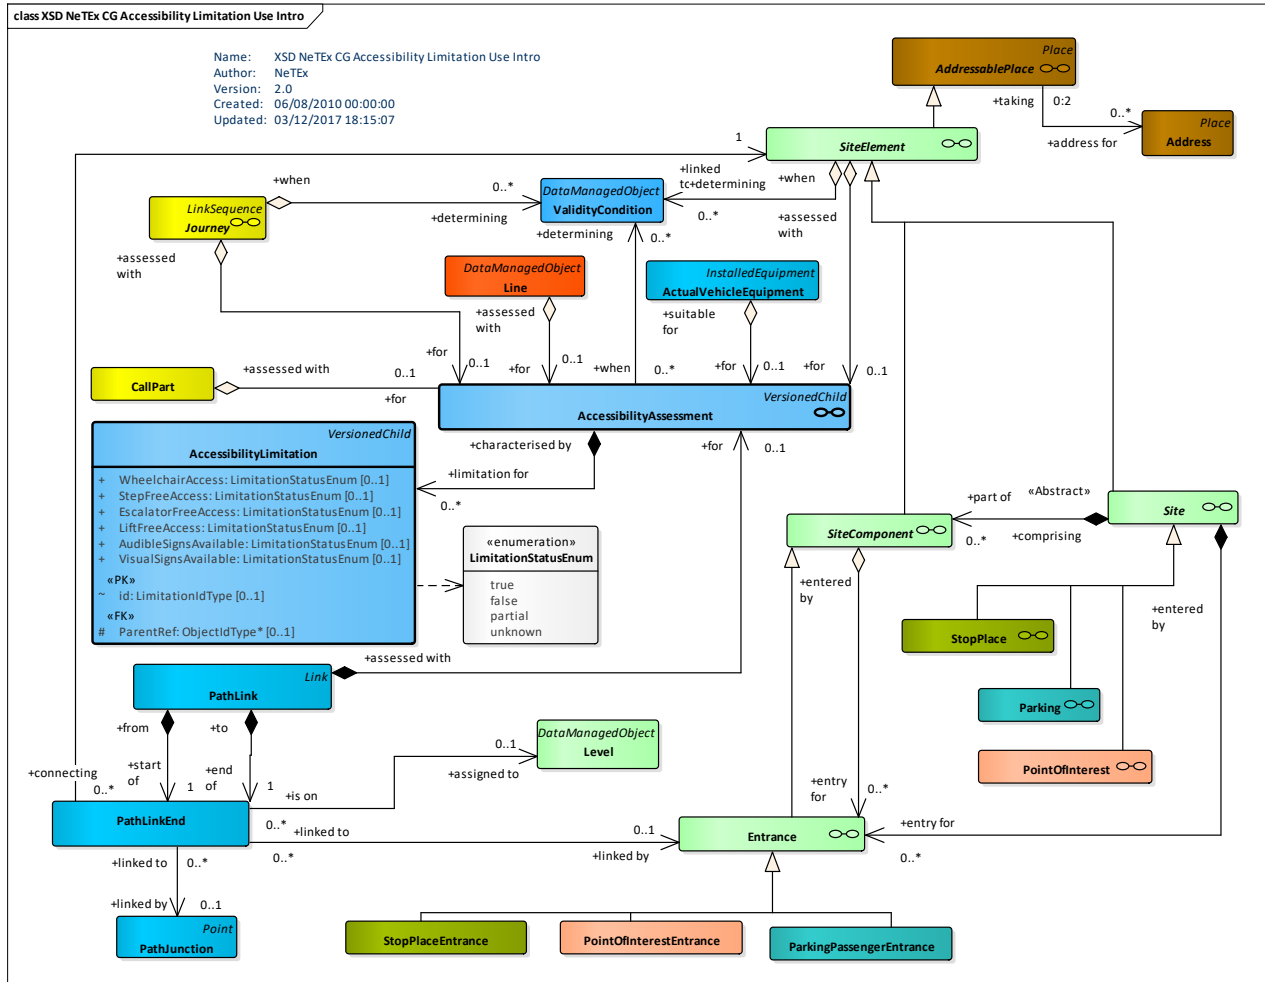 class XSD NeTEx CG Accessibility Limitation Use Intro
Name: XSD NeTEx CG Accessibility Limitation Use Intro
Author: NeTEx
Version: 2.0
Created: 06/08/2010 00:00:00
Updated: 03/12/2017 18:15:07
Place
AddressablePlace
+taking
0:2
0..*
+address for
Place
Address
1
SiteElement
+linked
tc+determining
+when
0..*
+assessed
with
+when
0..*
+determining
DataManagedObject
ValidityCondition
+determining
0..*
LinkSequence
Journey
+assessed
with
DataManagedObject
Line
+assessed
with
InstalledEquipment
ActualVehicleEquipment
+suitable
for
+for
0..1
+for
0..1
+when
0..*
+for
0..1
+for
0..1
CallPart
+assessed with
0..1
+for
VersionedChild
AccessibilityAssessment
+characterised by
+limitation for
0..*
+for
0..1
VersionedChild
AccessibilityLimitation
+ WheelchairAccess: LimitationStatusEnum [0..1]
+ StepFreeAccess: LimitationStatusEnum [0..1]
+ EscalatorFreeAccess: LimitationStatusEnum [0..1]
+ LiftFreeAccess: LimitationStatusEnum [0..1]
+ AudibleSignsAvailable: LimitationStatusEnum [0..1]
+ VisualSignsAvailable: LimitationStatusEnum [0..1]
«PK»
~ id: LimitationIdType [0..1]
«FK»
# ParentRef: ObjectIdType* [0..1]
«enumeration»
LimitationStatusEnum
true
false
partial
unknown
SiteComponent
+part of
«Abstract»
0..*
+comprising
Site
+entered
by
+entered
by
StopPlace
Parking
PointOfInterest
+assessed with
Link
PathLink
+from
+to
+start
of
+end
of
1
1
+connecting
0..*
+is on
0..1
+assigned to
DataManagedObject
Level
PathLinkEnd
0..*
+linked to
0..*
0..1
+linked by
+entry
for
0..*
Entrance
+entry for
0..*
+linked to
0..*
+linked by
0..1
Point
PathJunction
StopPlaceEntrance
PointOfInterestEntrance
ParkingPassengerEntrance